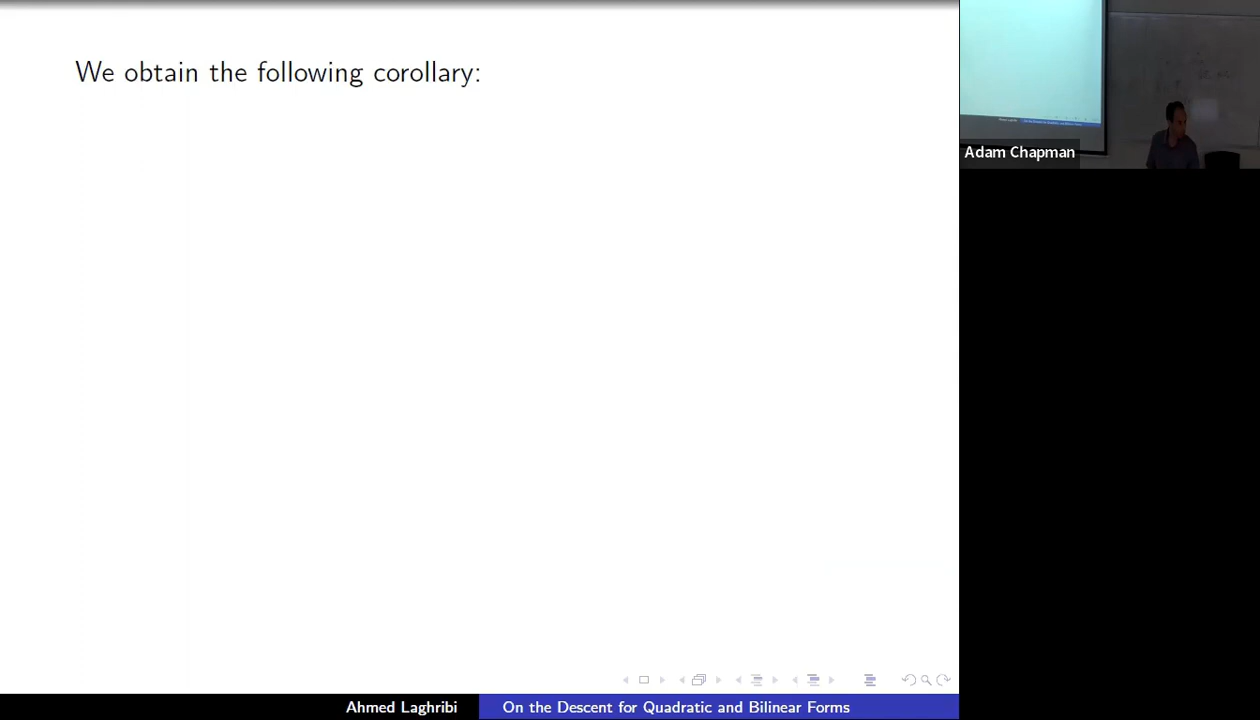 We obtain the following corollary:
Adam Chapman
Ahmed Laghribi
On the Descent for Quadratic and Bilinear Forms